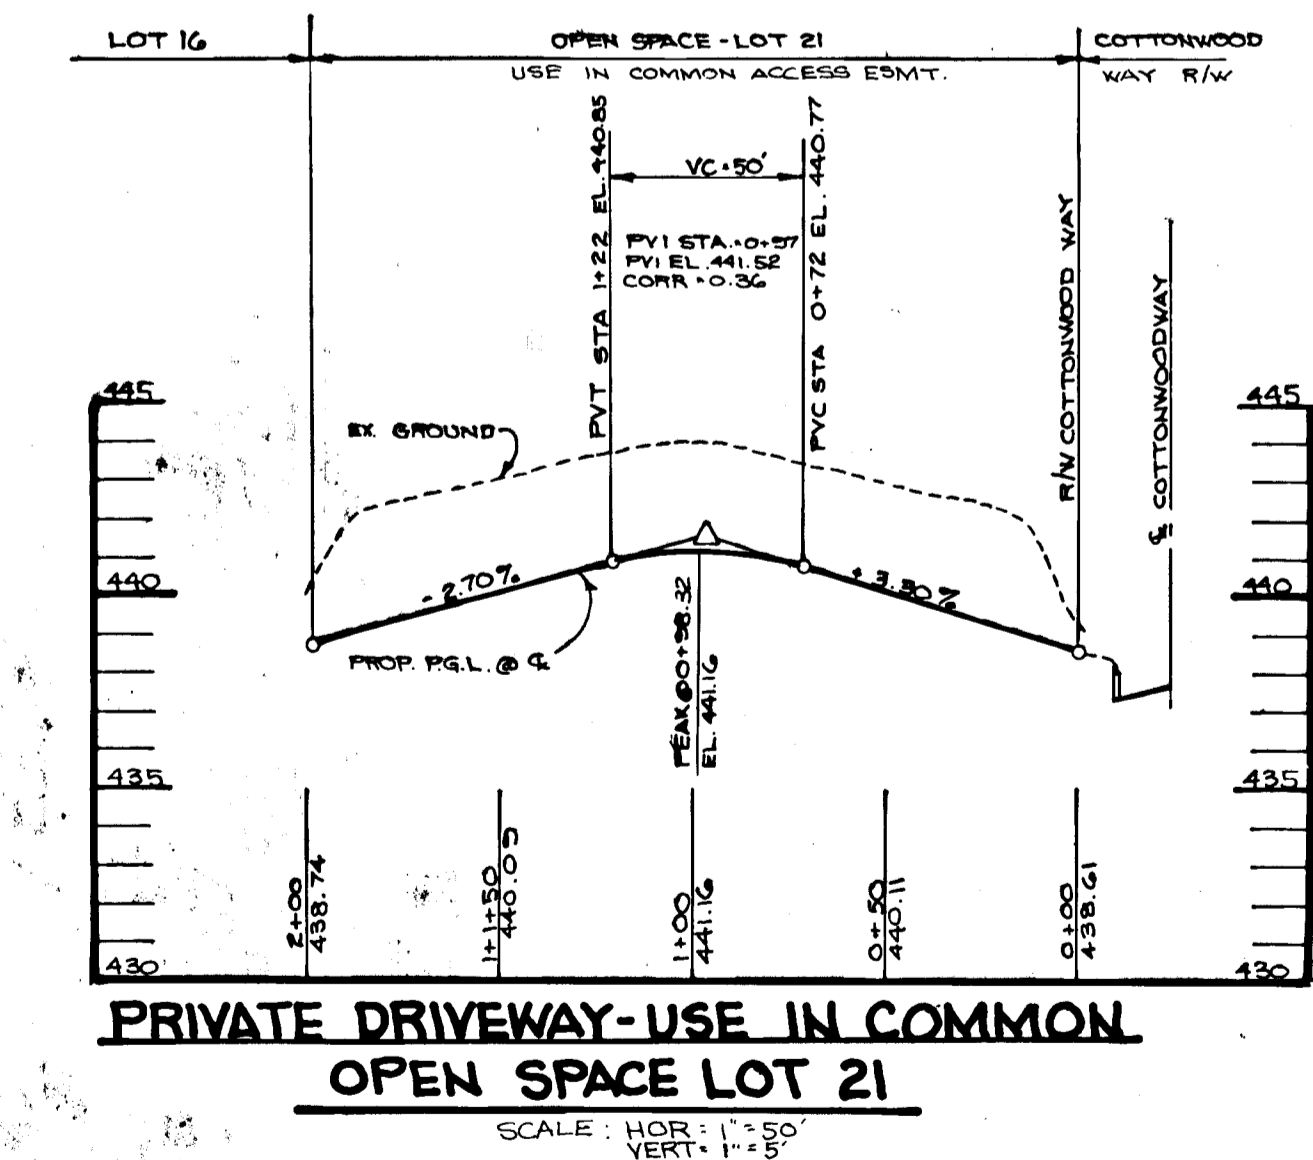 LOT 16
OPEN SPACE - LOT 21
COTTONWOOD
USE IN COMMON ACCESS ESMT.
WAY R/W
PVT STA 1+22 EL. 440.85
VC=50'
PVC STA 0+72 EL. 440.77
PVI STA.=0+97
PVI EL. 441.52
CORR=0.36
R/W COTTONWOOD WAY
℄ COTTONWOODWAY
445
445
EX. GROUND
440
- 2.70%
+ 3.30%
440
PROP. P.G.L. @ ℄
PEAK@0+98.32
EL. 441.16
435
435
2+00
438.74
1+1+50
440.09
1+00
441.16
0+50
440.11
0+00
438.61
430
430
PRIVATE DRIVEWAY-USE IN COMMON
OPEN SPACE LOT 21
SCALE: HOR: 1"=50'
VERT: 1"=5'